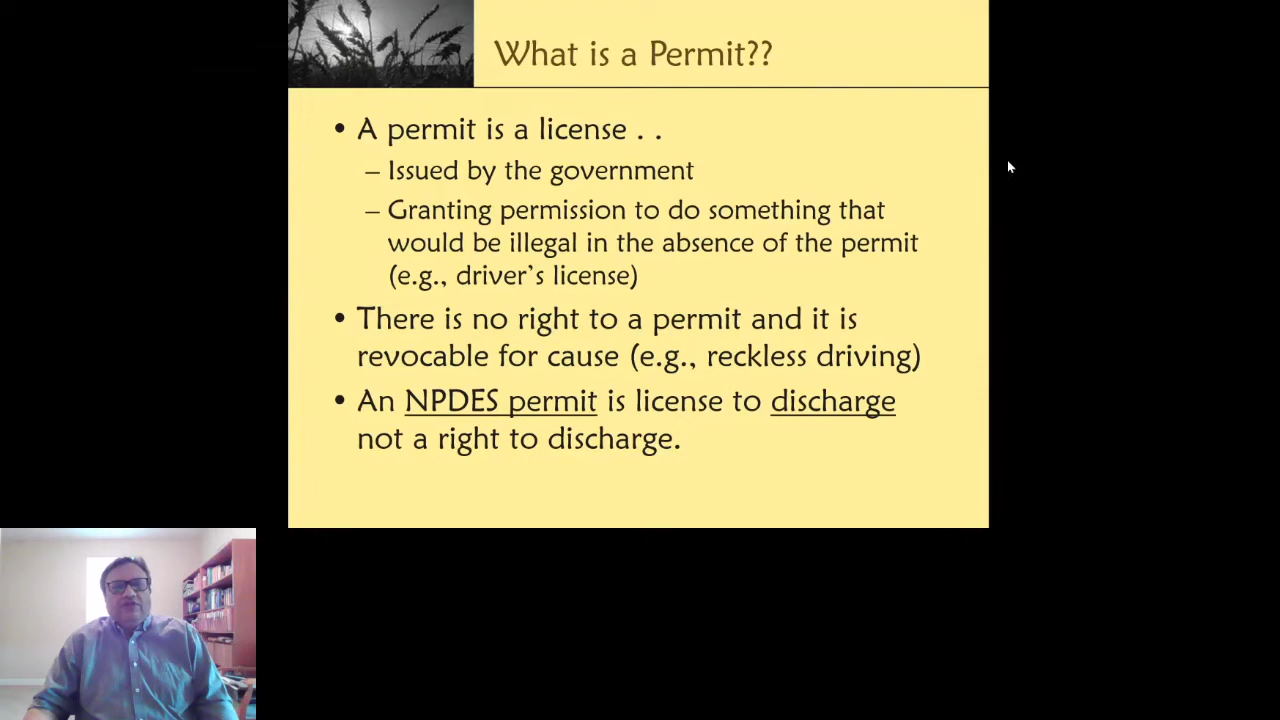 What is a Permit??
• A permit is a license . .
– Issued by the government
– Granting permission to do something that
would be illegal in the absence of the permit
(e.g., driver's license)
• There is no right to a permit and it is
revocable for cause (e.g., reckless driving)
• An NPDES permit is license to discharge
not a right to discharge.